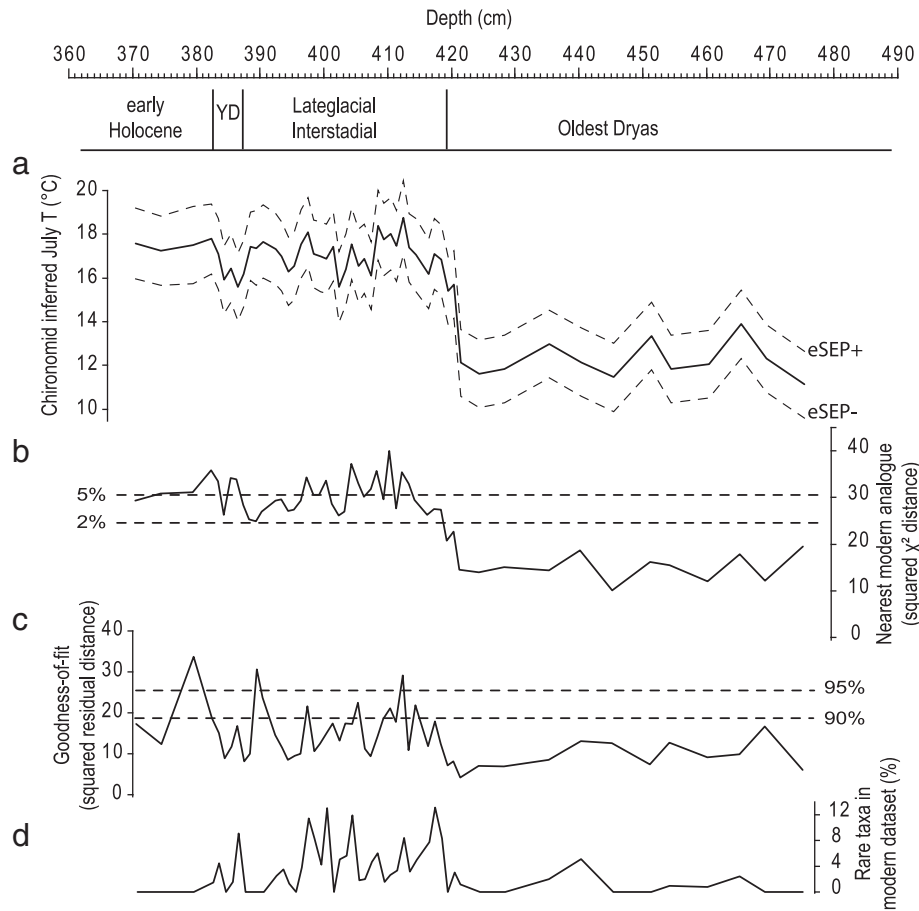 Depth (cm)
360 370 380 390 400 410 420 430 440 450 460 470 480 490
early
Holocene
YD
Lateglacial
Interstadial
Oldest Dryas
a
Chironomid inferred July T (°C)
20
18
16
14
12
10
eSEP+
eSEP-
b
5%
2%
40
30
20
10
0
Nearest modern analogue
(squared χ² distance)
c
Goodness-of-fit
(squared residual distance)
40
30
20
10
0
95%
90%
d
12
8
4
0
Rare taxa in
modern dataset (%)